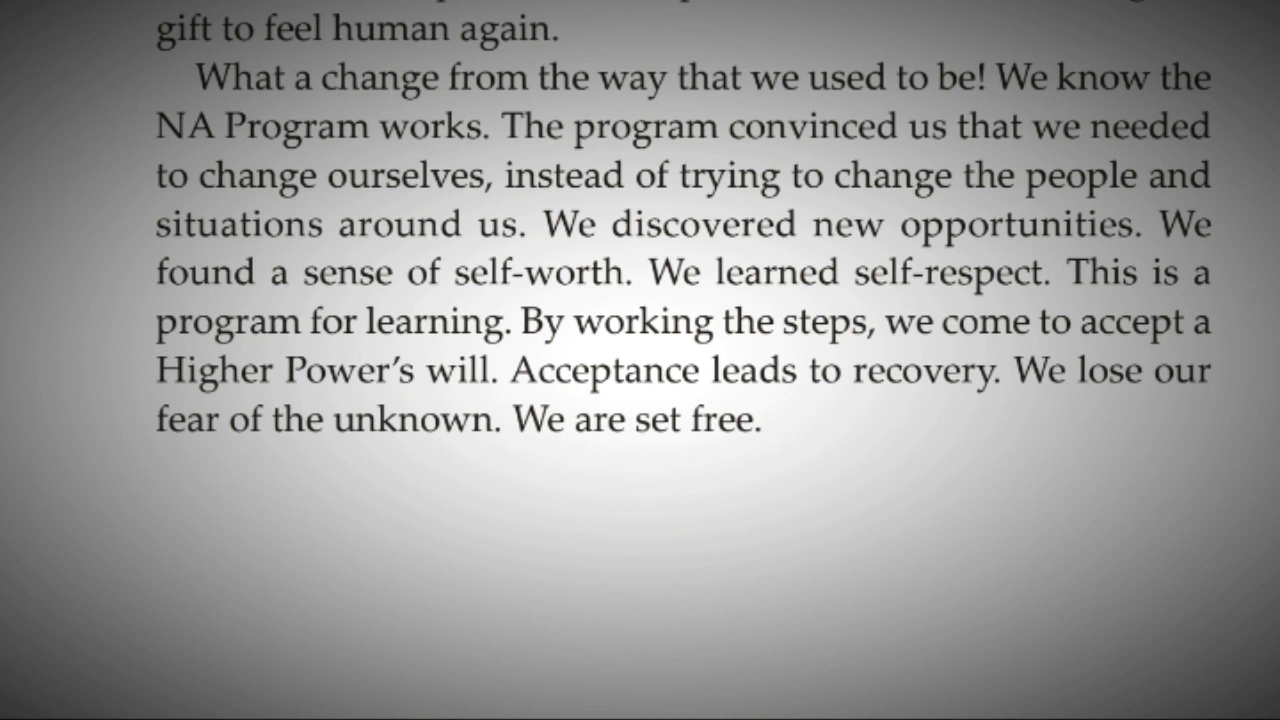 gift to feel human again.
What a change from the way that we used to be! We know the
NA Program works. The program convinced us that we needed
to change ourselves, instead of trying to change the people and
situations around us. We discovered new opportunities. We
found a sense of self-worth. We learned self-respect. This is a
program for learning. By working the steps, we come to accept a
Higher Power’s will. Acceptance leads to recovery. We lose our
fear of the unknown. We are set free.